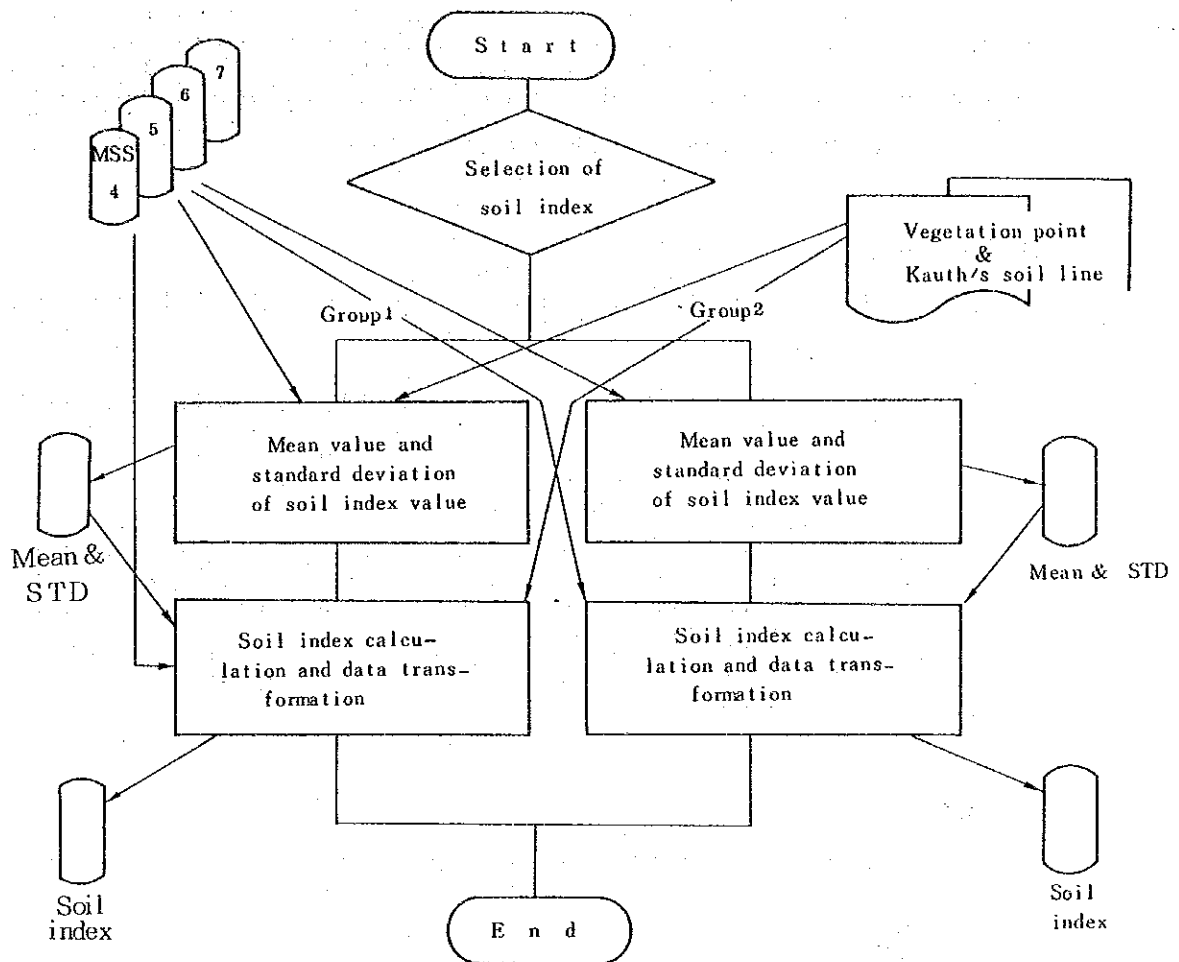 S t a r t
7
6
5
MSS
4
Selection of
soil index
Vegetation point
&
Kauth/s soil line
Group1
Group2
Mean value and
standard deviation
of soil index value
Mean value and
standard deviation
of soil index value
Mean &
STD
Mean & STD
Soil index calcu-
lation and data trans-
formation
Soil index calcu-
lation and data trans-
formation
Soil
index
Soil
index
E n d